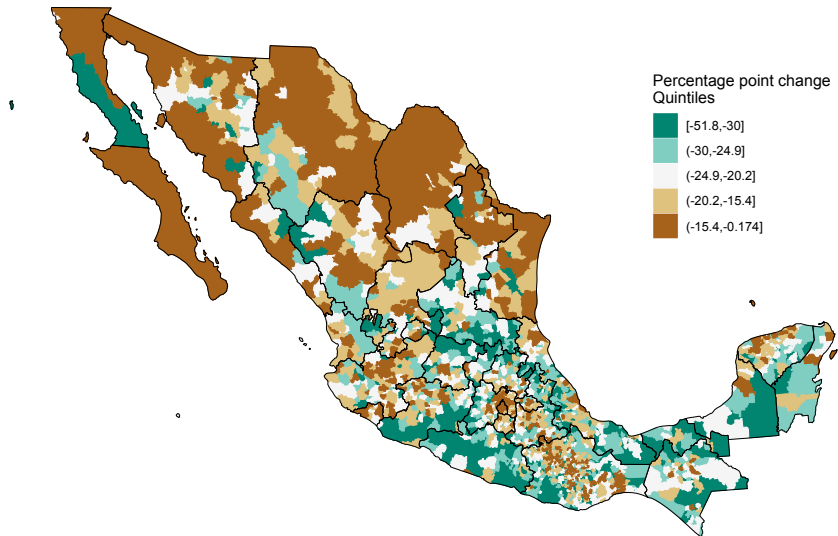 Percentage point change
Quintiles
[-51.8,-30]
(-30,-24.9]
(-24.9,-20.2]
(-20.2,-15.4]
(-15.4,-0.174]